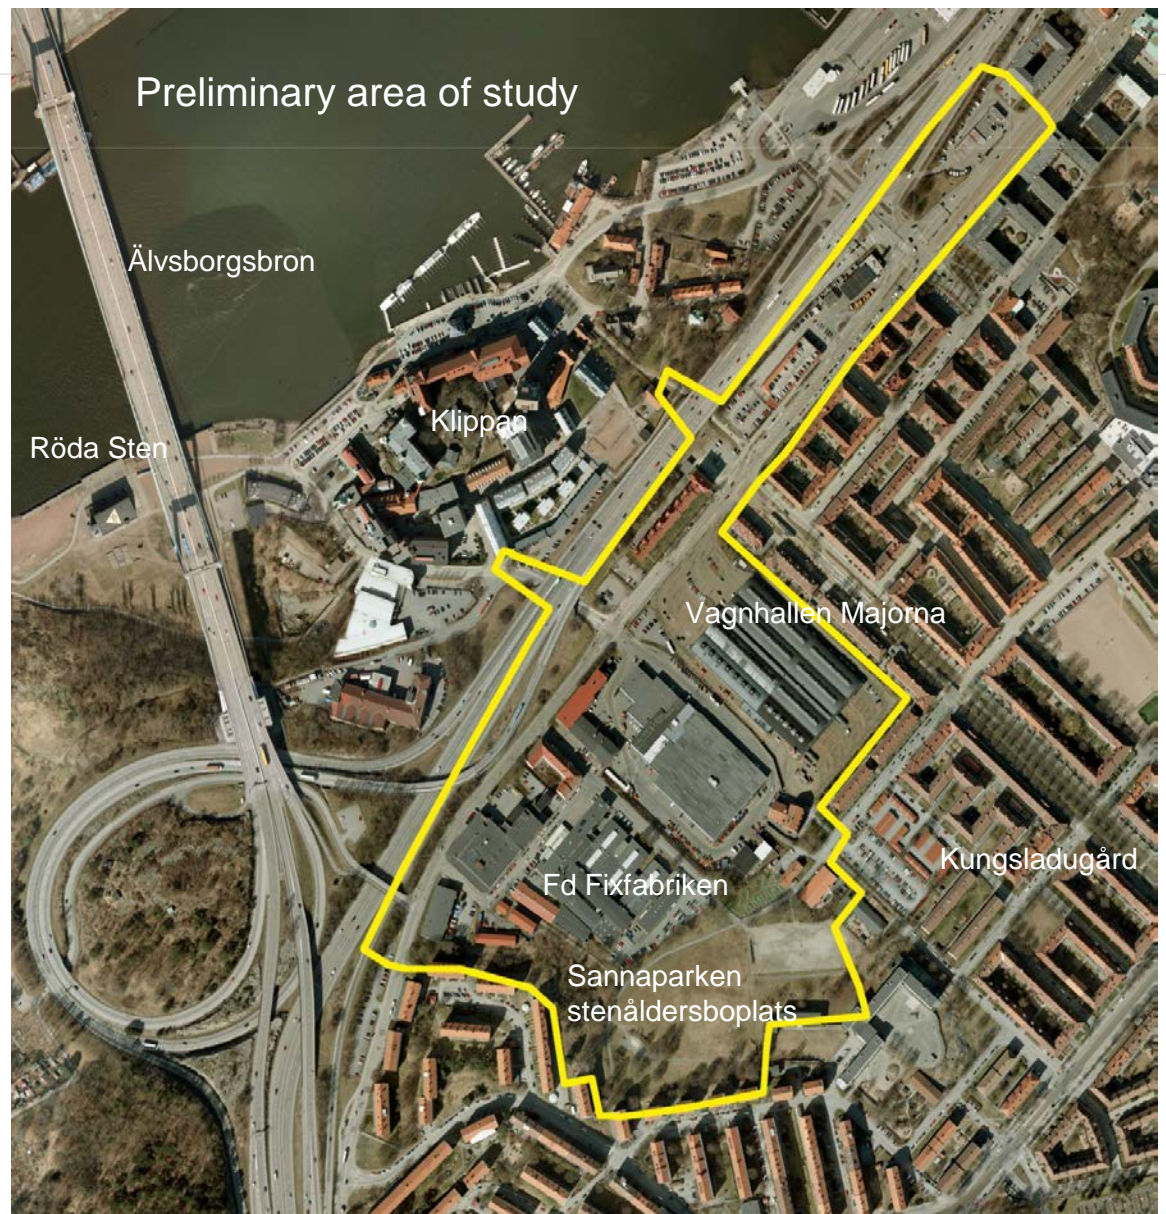 Preliminary area of study
Älvsborgsbron
Klippan
Röda Sten
Vagnhallen Majorna
Kungsladugård
Fd Fixfabriken
Sannaparken
stenåldersboplats